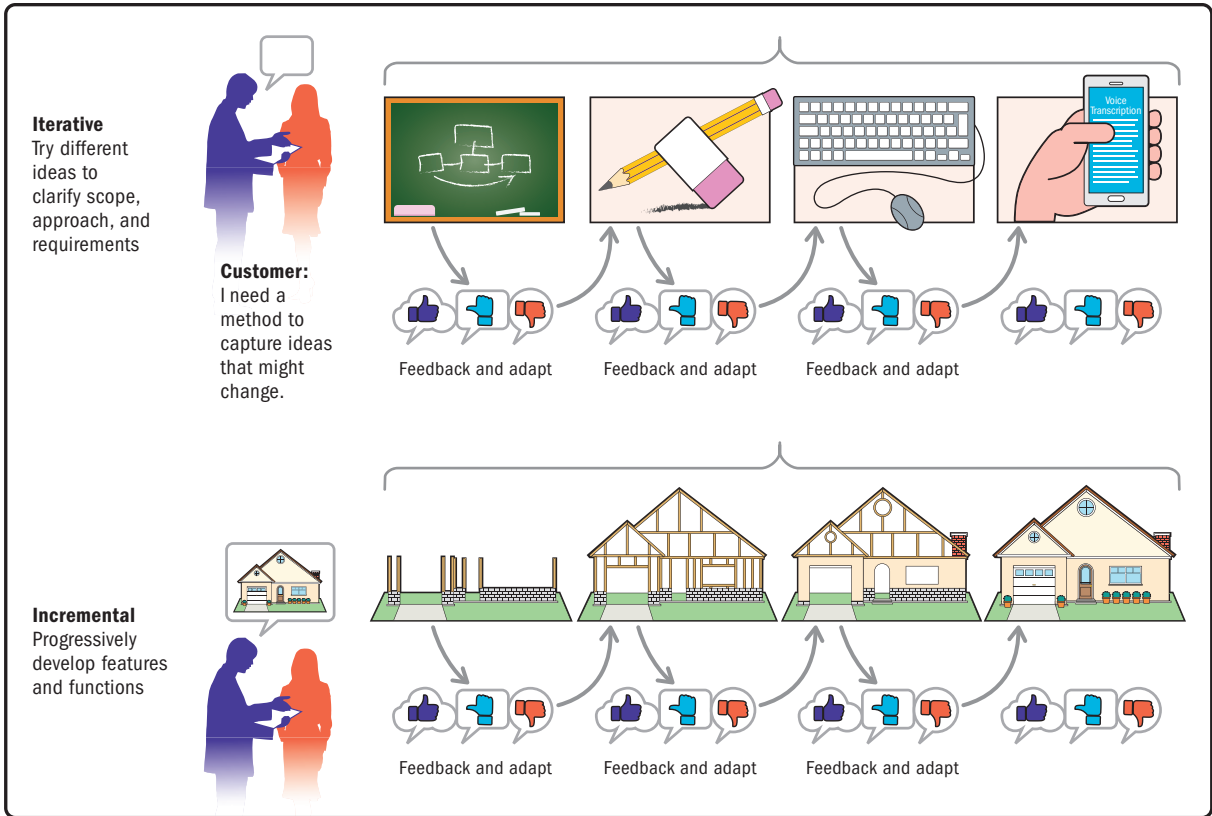 Iterative
Try different
ideas to
clarify scope,
approach, and
requirements
Customer:
I need a
method to
capture ideas
that might
change.
Voice
Transcription
Feedback and adapt
Feedback and adapt
Feedback and adapt
Incremental
Progressively
develop features
and functions
Feedback and adapt
Feedback and adapt
Feedback and adapt